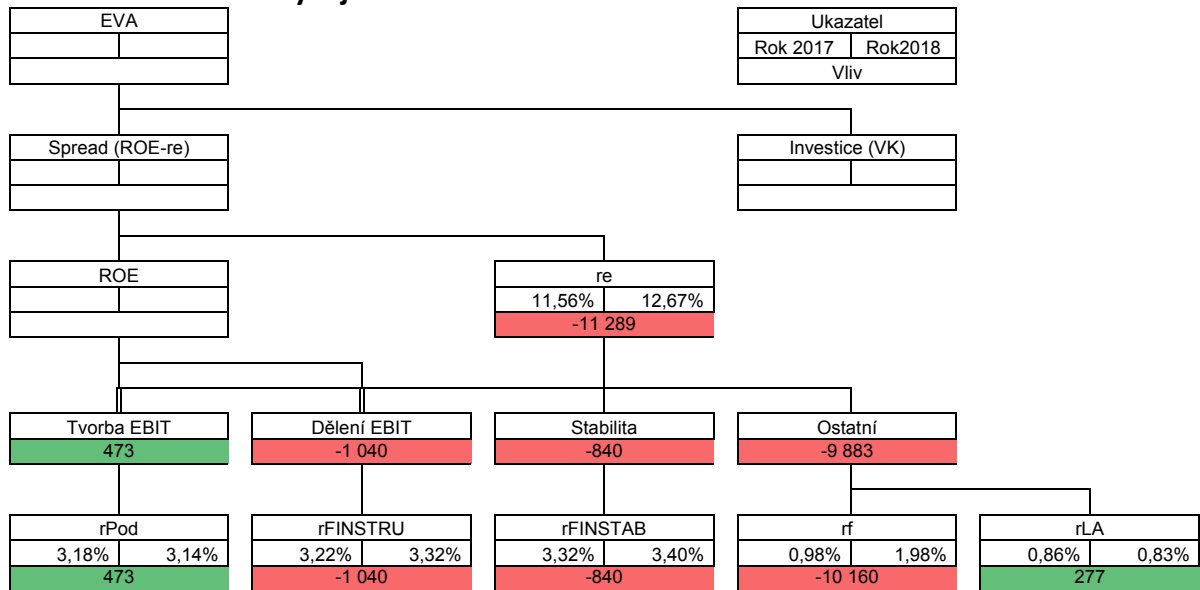 EVA
Ukazatel
Rok 2017 Rok2018
Vliv
Spread (ROE-re)
Investice (VK)
ROE
re
11,56% 12,67%
-11 289
Tvorba EBIT
Dělení EBIT
Stabilita
Ostatní
473
-1 040
-840
-9 883
rPod
rFINSTRU
rFINSTAB
rf
rLA
3,18% 3,14%
3,22% 3,32%
3,32% 3,40%
0,98% 1,98%
0,86% 0,83%
473
-1 040
-840
-10 160
277